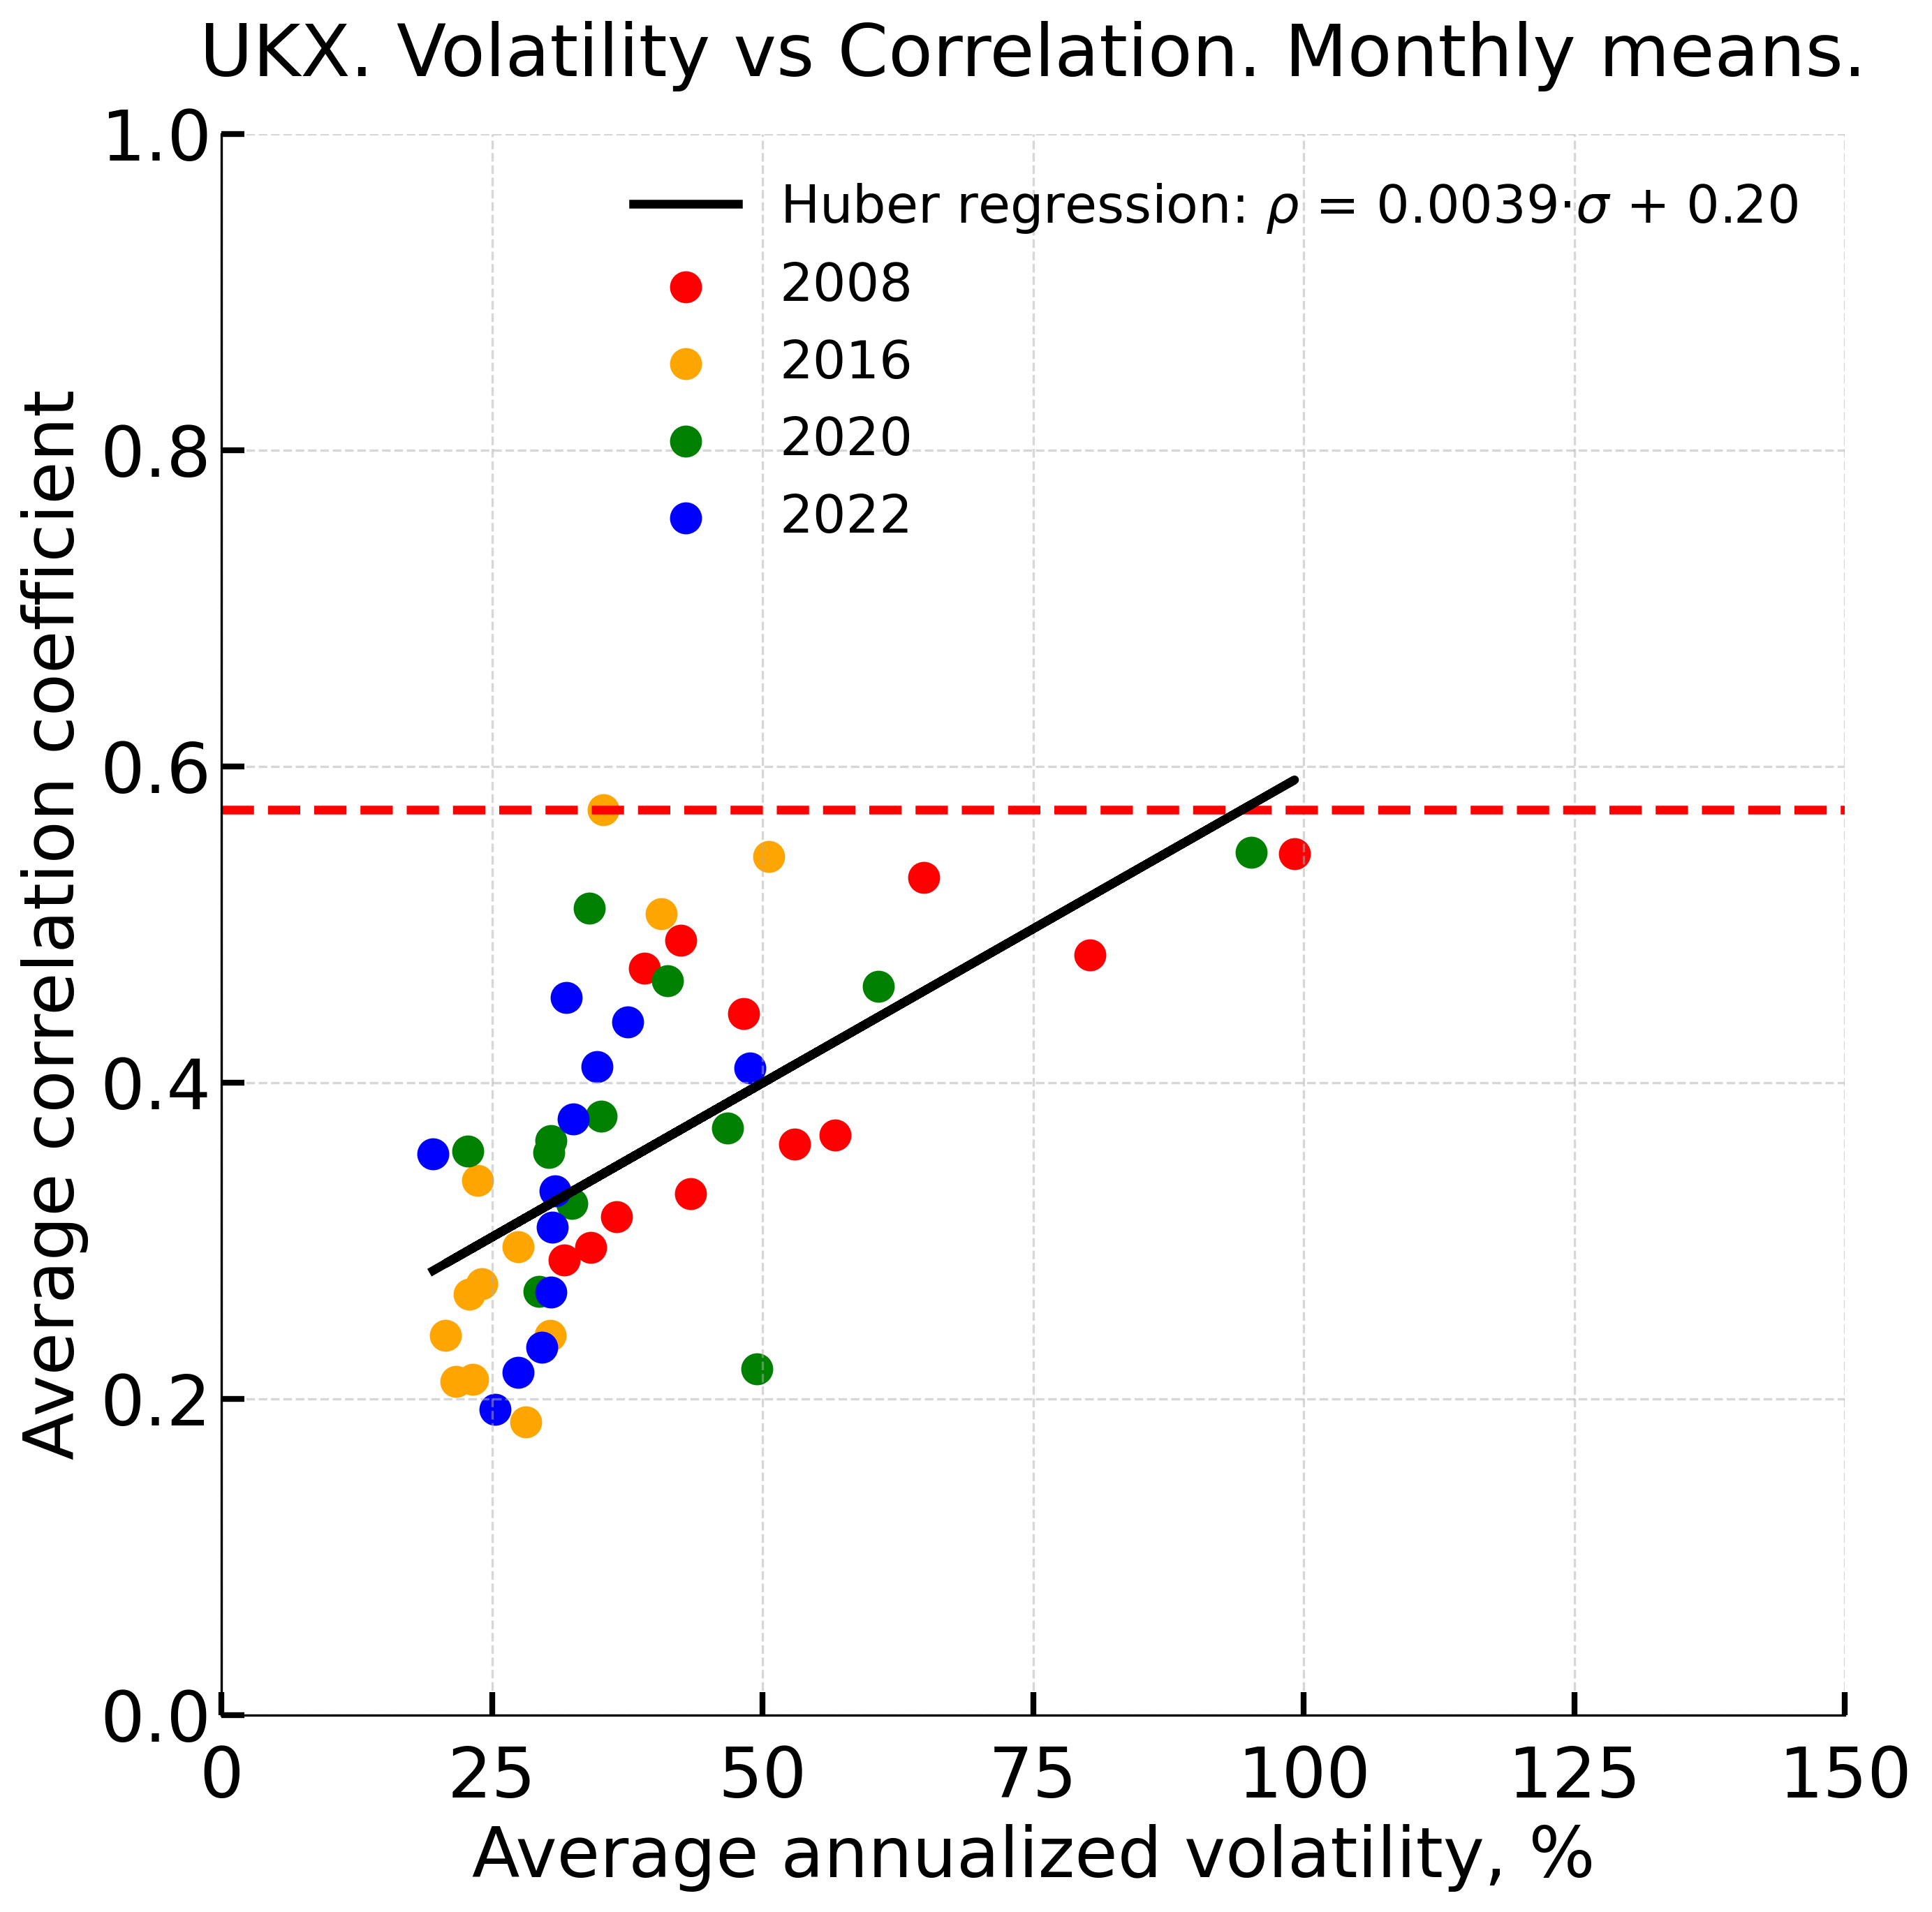 UKX. Volatility vs Correlation. Monthly means.
1.0
0.8
0.6
0.4
0.2
0.0
Average correlation coefficient
Huber regression: ρ = 0.0039·σ + 0.20
2008
2016
2020
2022
0 25 50 75 100 125 150
Average annualized volatility, %